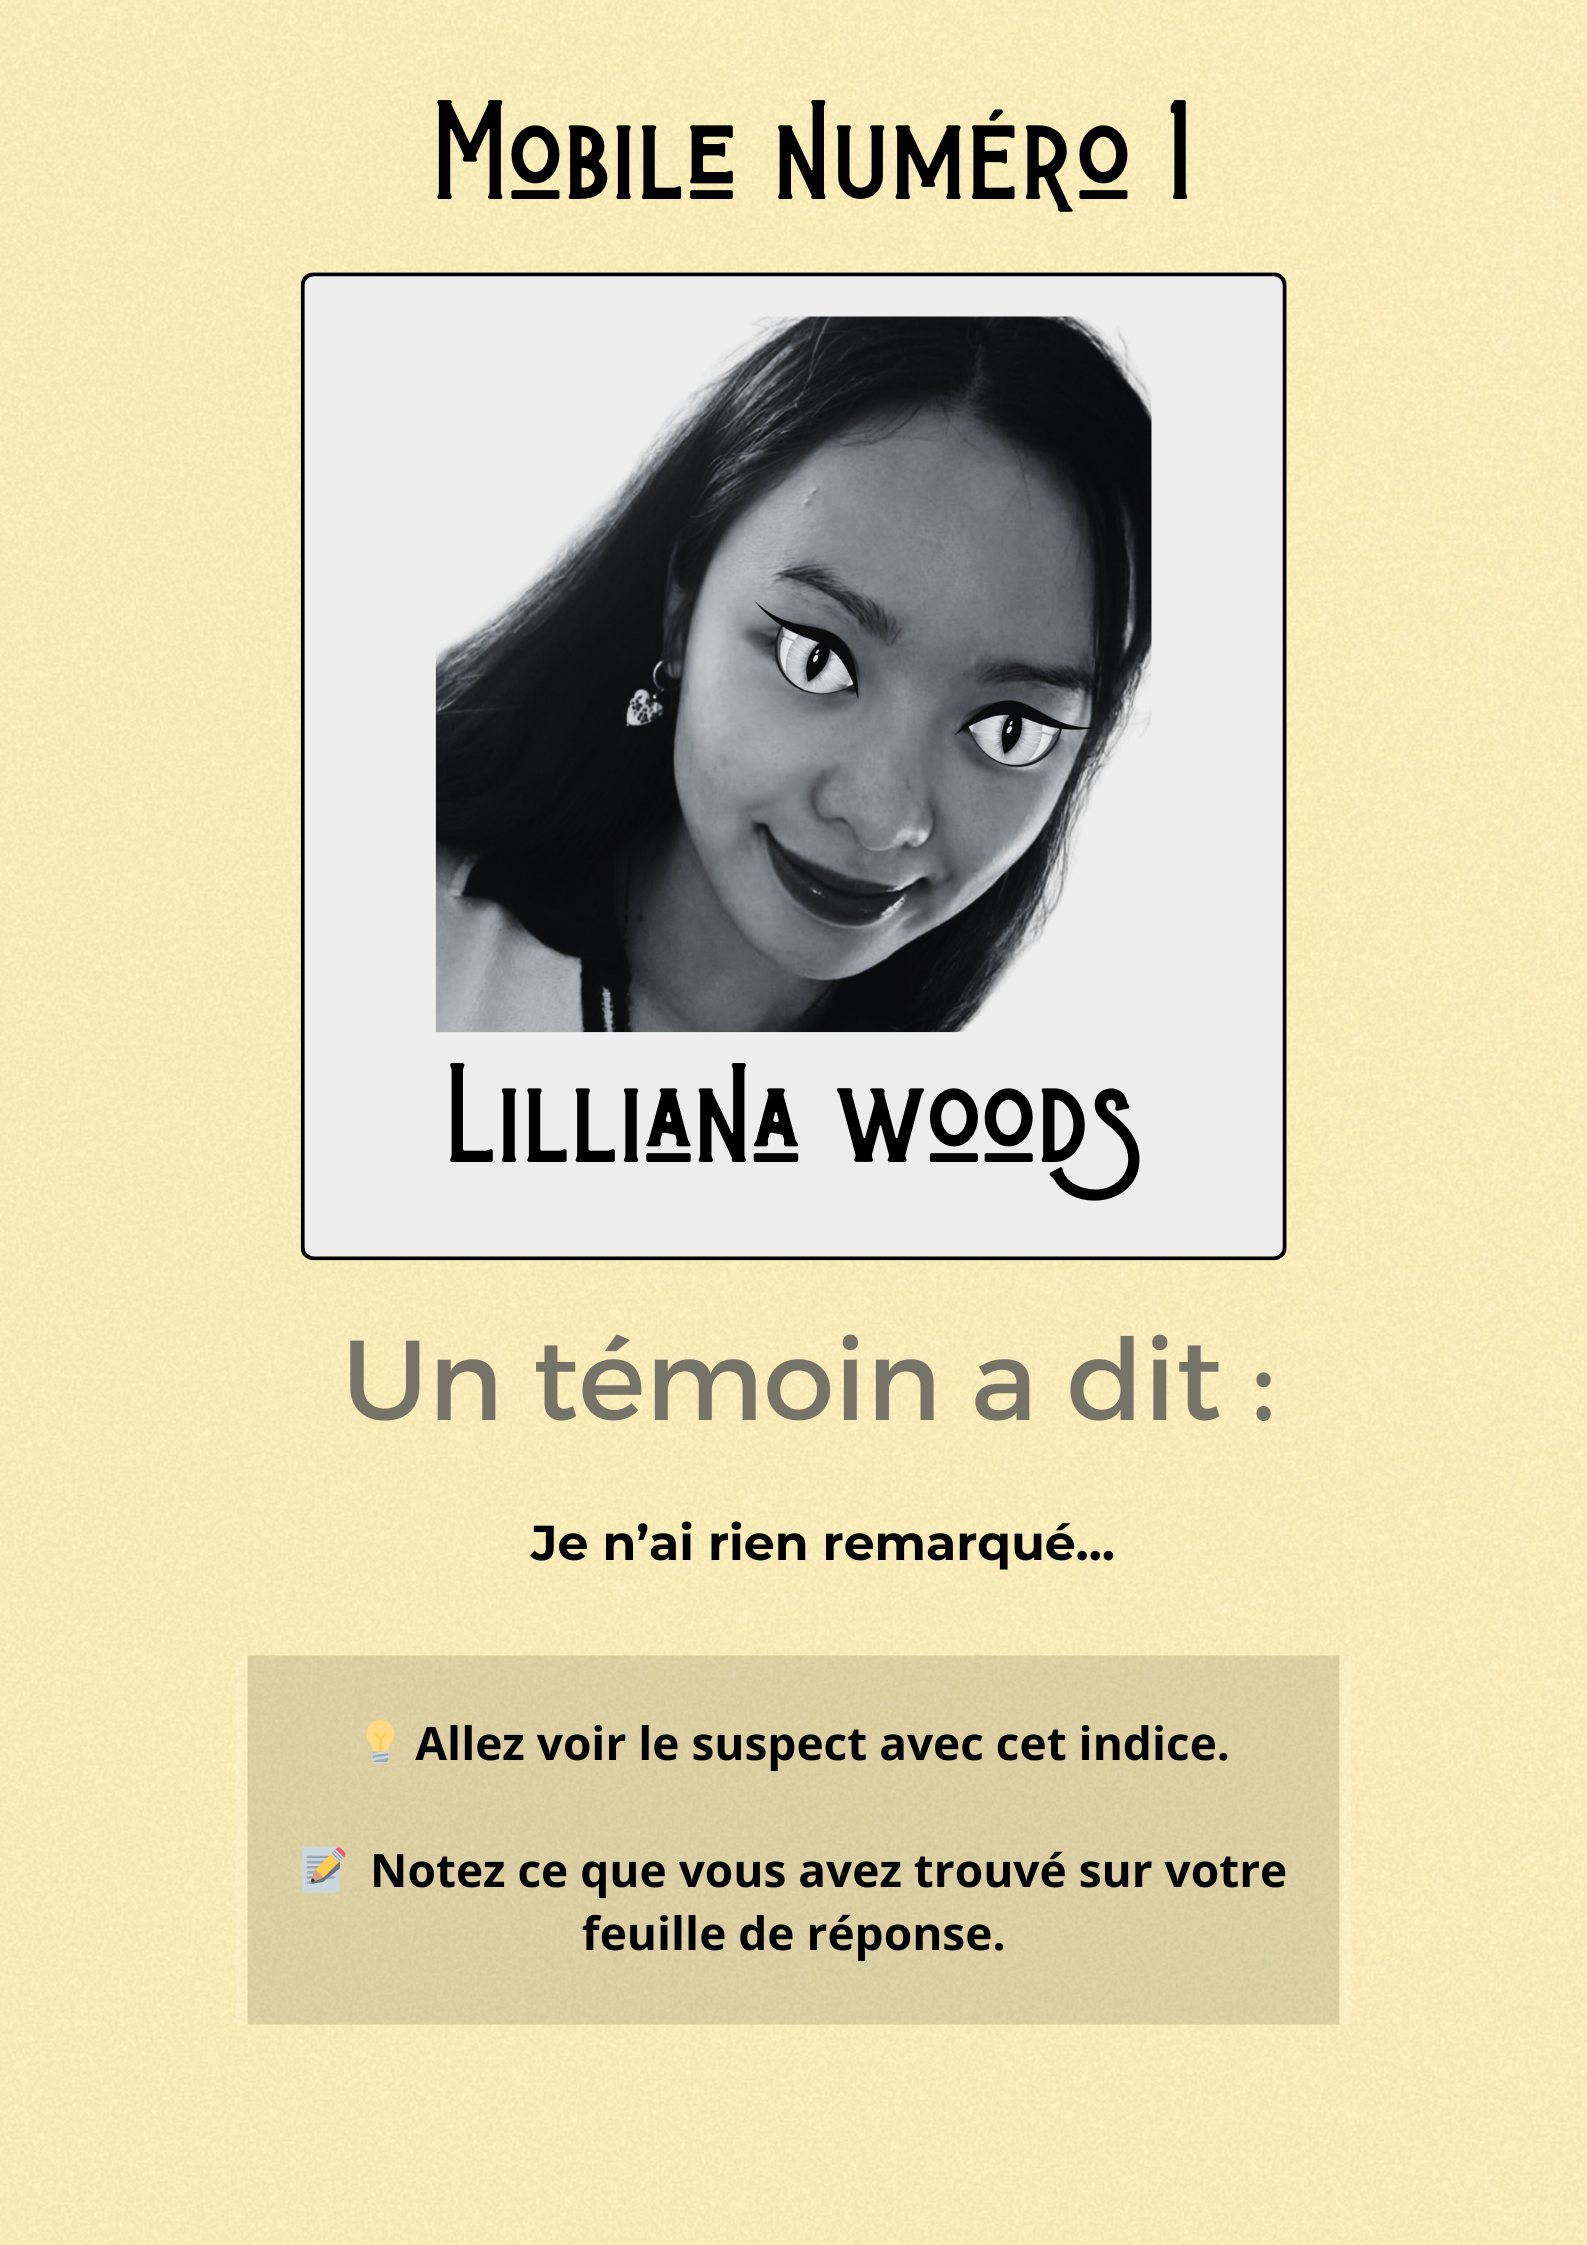 Mobile numéro 1
Lilliana Woods
Un témoin a dit :
Je n’ai rien remarqué...
💡 Allez voir le suspect avec cet indice.
📝 Notez ce que vous avez trouvé sur votre
feuille de réponse.